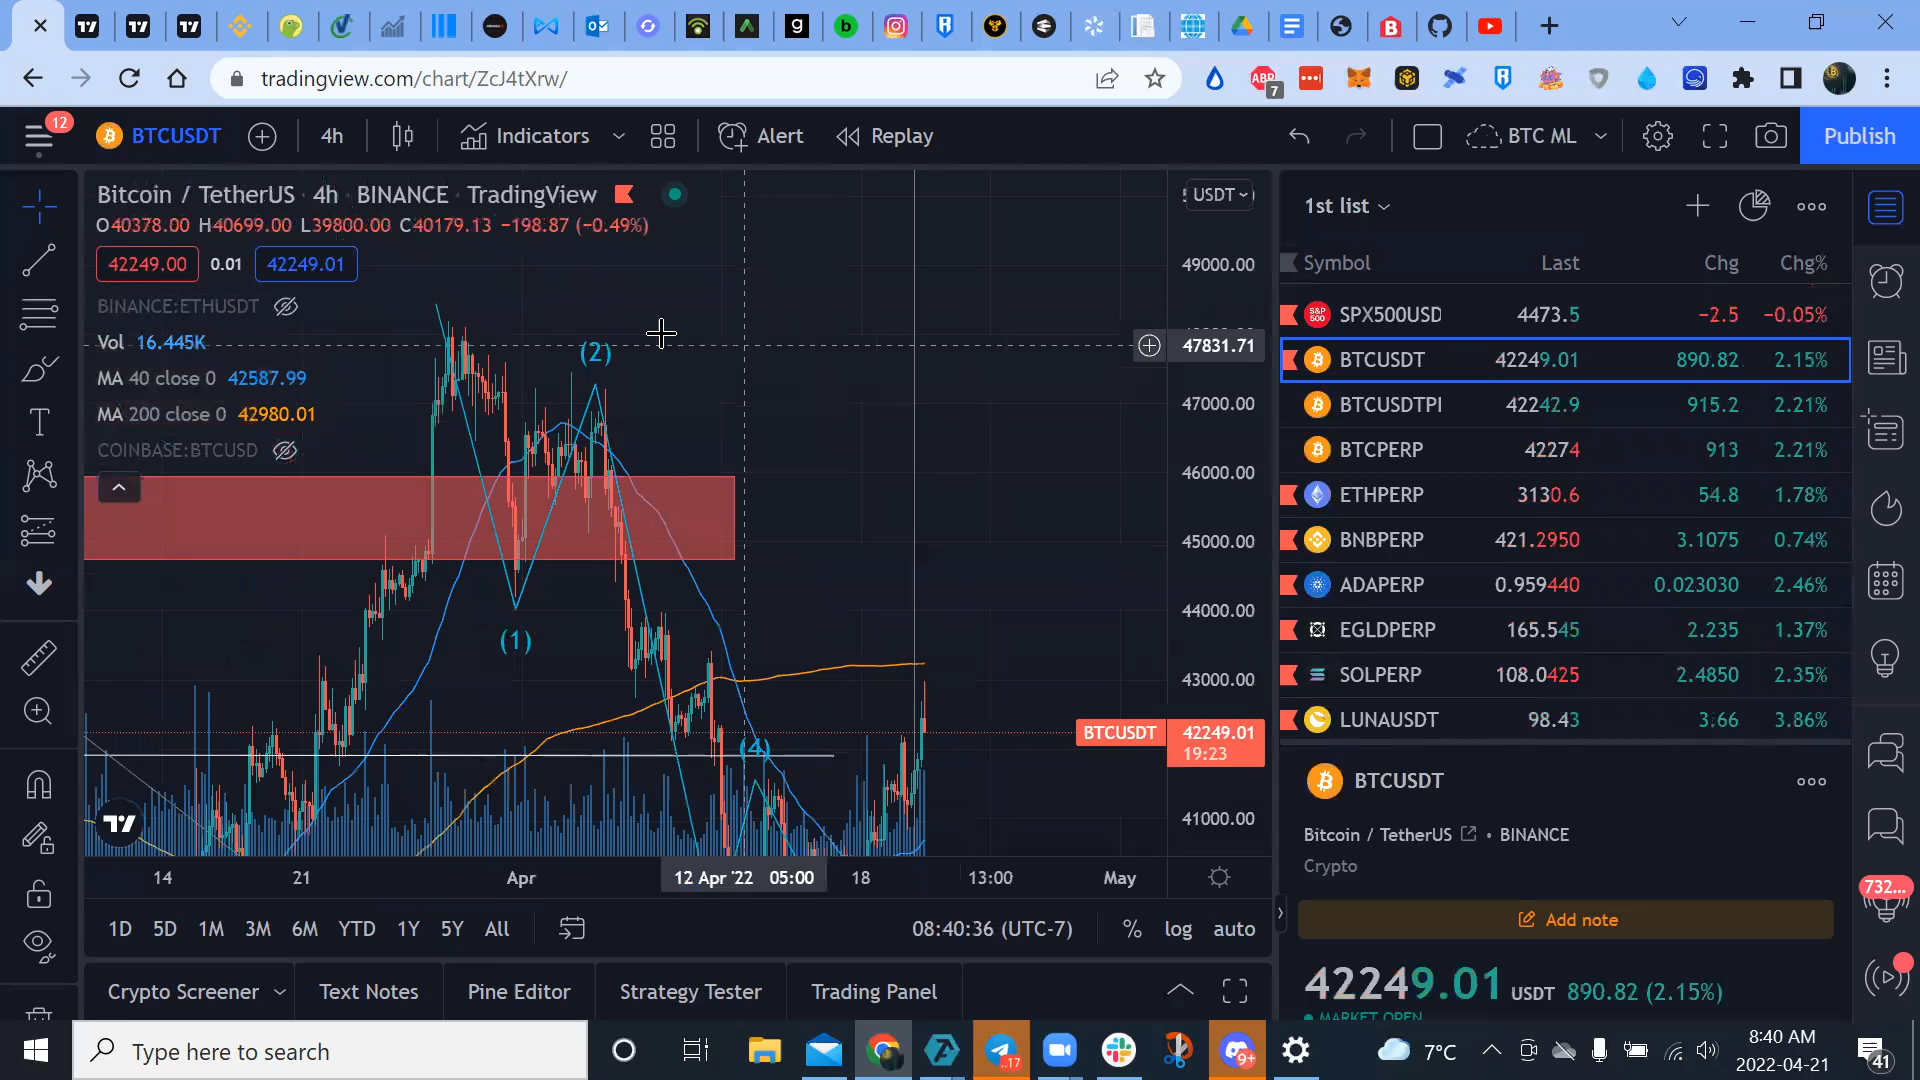 tradingview.com/chart/ZcJ4tXrw/
ABP
7
12
BTCUSDT
4h
Indicators
Alert
Replay
BTC ML
Publish
Bitcoin / TetherUS · 4h · BINANCE · TradingView
O40378.00 H40699.00 L39800.00 C40179.13 −198.87 (−0.49%)
42249.00 0.01 42249.01
BINANCE:ETHUSDT
Vol 16.445K
MA 40 close 0 42587.99
MA 200 close 0 42980.01
COINBASE:BTCUSD
(1)
(2)
(4)
USDT
49000.00
47831.71
47000.00
46000.00
45000.00
44000.00
43000.00
BTCUSDT 42249.01
19:23
41000.00
14 21 Apr 12 Apr '22 05:00 18 13:00 May
1D 5D 1M 3M 6M YTD 1Y 5Y All
08:40:36 (UTC-7) % log auto
Crypto Screener Text Notes Pine Editor Strategy Tester Trading Panel
1st list
Symbol Last Chg Chg%
SPX500USD 4473.5 −2.5 −0.05%
BTCUSDT 42249.01 890.82 2.15%
BTCUSDTPI 42242.9 915.2 2.21%
BTCPERP 42274 913 2.21%
ETHPERP 3130.6 54.8 1.78%
BNBPERP 421.2950 3.1075 0.74%
ADAPERP 0.959440 0.023030 2.46%
EGLDPERP 165.545 2.235 1.37%
SOLPERP 108.0425 2.4850 2.35%
LUNAUSDT 98.43 3.66 3.86%
BTCUSDT
Bitcoin / TetherUS • BINANCE
Crypto
Add note
42249.01 USDT 890.82 (2.15%)
MARKET OPEN
732...
Type here to search
17
9+
7°C
8:40 AM
2022-04-21
41